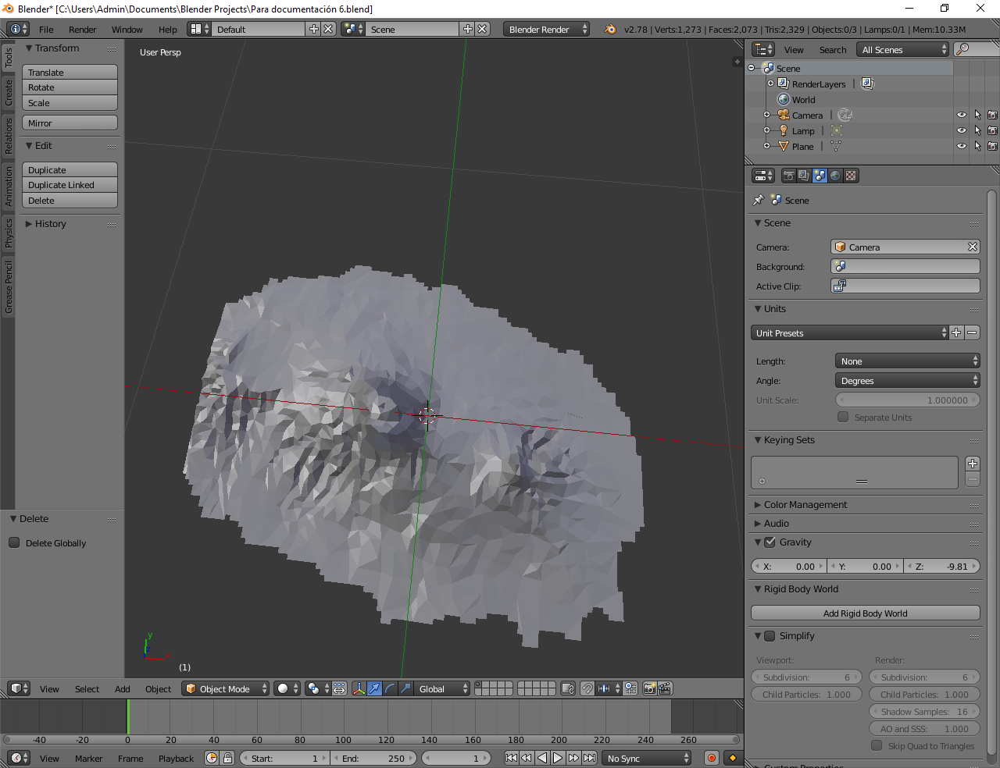 Blender* [C:\Users\Admin\Documents\Blender Projects\Para documentación 6.blend]
File Render Window Help Default Scene Blender Render v2.78 | Verts:1,273 | Faces:2,073 | Tris:2,329 | Objects:0/3 | Lamps:0/1 | Mem:10.33M
Tools
Create
Relations
Animation
Physics
Grease Pencil
Transform
Translate
Rotate
Scale
Mirror
Edit
Duplicate
Duplicate Linked
Delete
History
Delete
Delete Globally
User Persp
y
x
(1)
View Select Add Object Object Mode Global
-40 -20 0 20 40 60 80 100 120 140 160 180 200 220 240 260
View Marker Frame Playback Start: 1 End: 250 1 No Sync
View Search All Scenes
Scene
RenderLayers |
World
Camera |
Lamp |
Plane |
Scene
Scene
Camera: Camera
Background:
Active Clip:
Units
Unit Presets
Length: None
Angle: Degrees
Unit Scale: 1.000000
Separate Units
Keying Sets
Color Management
Audio
Gravity
X: 0.00 Y: 0.00 Z: -9.81
Rigid Body World
Add Rigid Body World
Simplify
Viewport: Render:
Subdivision: 6 Subdivision: 6
Child Particles: 1.000 Child Particles: 1.000
Shadow Samples: 16
AO and SSS: 1.000
Skip Quad to Triangles
Custom Properties